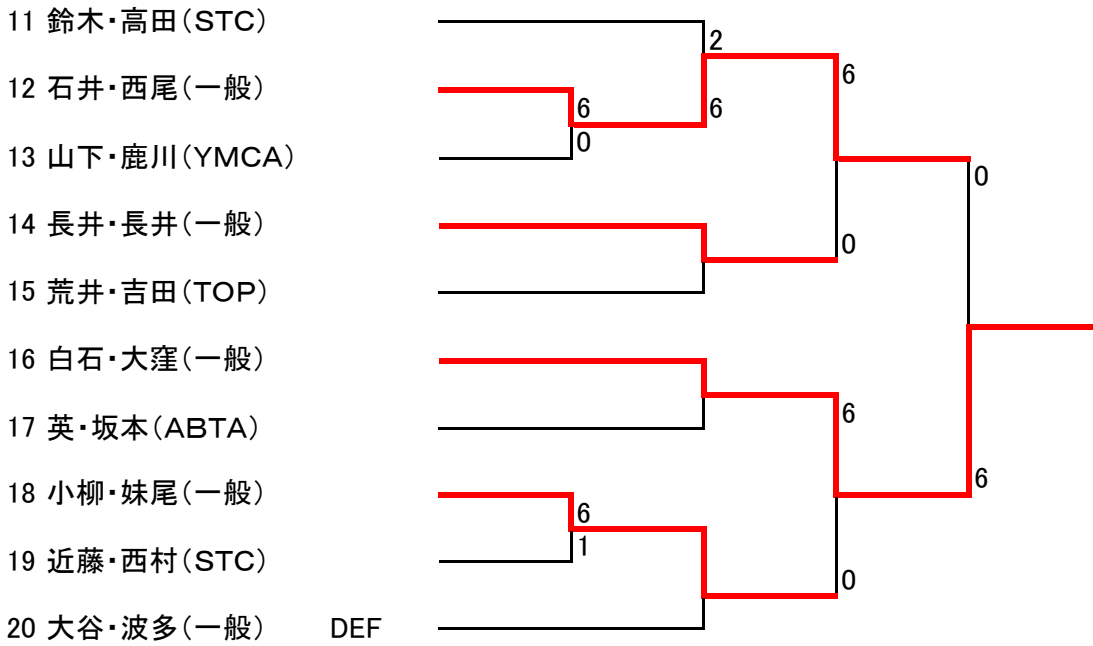 11 鈴木・高田（STC）
2
6
12 石井・西尾（一般）
6
6
0
13 山下・鹿川（YMCA）
0
14 長井・長井（一般）
0
15 荒井・吉田（TOP）
16 白石・大窪（一般）
6
17 英・坂本（ABTA）
18 小柳・妹尾（一般）
6
6
1
19 近藤・西村（STC）
0
20 大谷・波多（一般） DEF